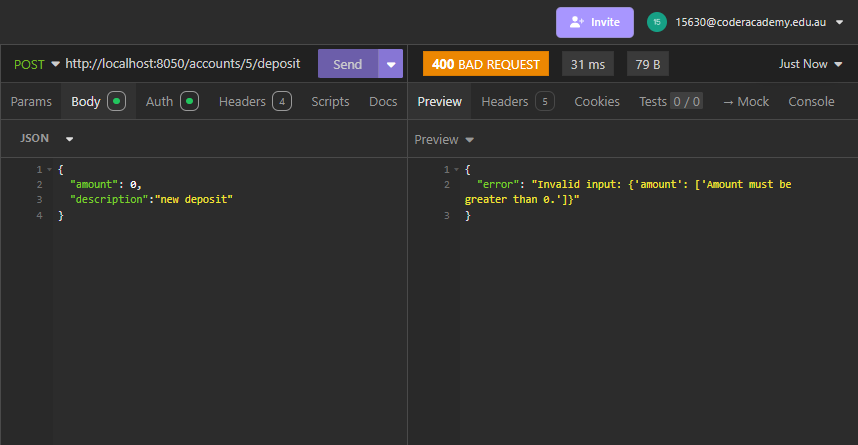 Invite
15
15630@coderacademy.edu.au
POST http://localhost:8050/accounts/5/deposit Send
400 BAD REQUEST 31 ms 79 B Just Now
Params Body Auth Headers 4 Scripts Docs
Preview Headers 5 Cookies Tests 0 / 0 → Mock Console
JSON
Preview
1 {
2 "amount": 0,
3 "description":"new deposit"
4 }
1 {
2 "error": "Invalid input: {'amount': ['Amount must be
greater than 0.']}"
3 }